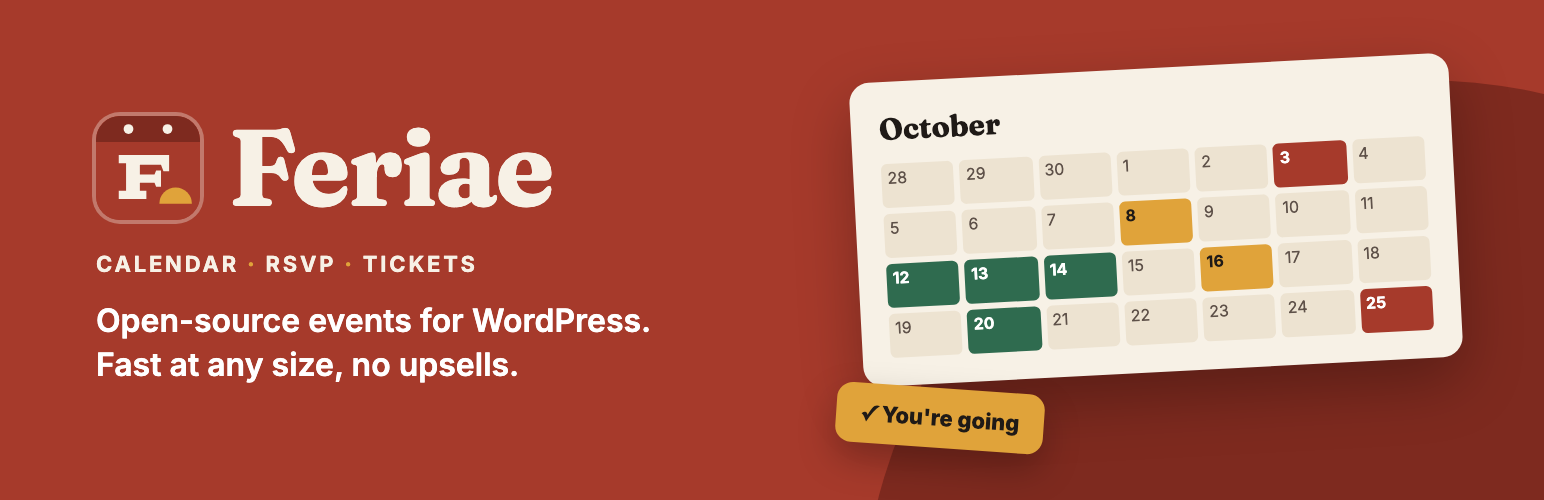 F
Feriae
CALENDAR · RSVP · TICKETS
Open-source events for WordPress.
Fast at any size, no upsells.
October
28 29 30 1 2 3 4
5 6 7 8 9 10 11
12 13 14 15 16 17 18
19 20 21 22 23 24 25
✓ You're going